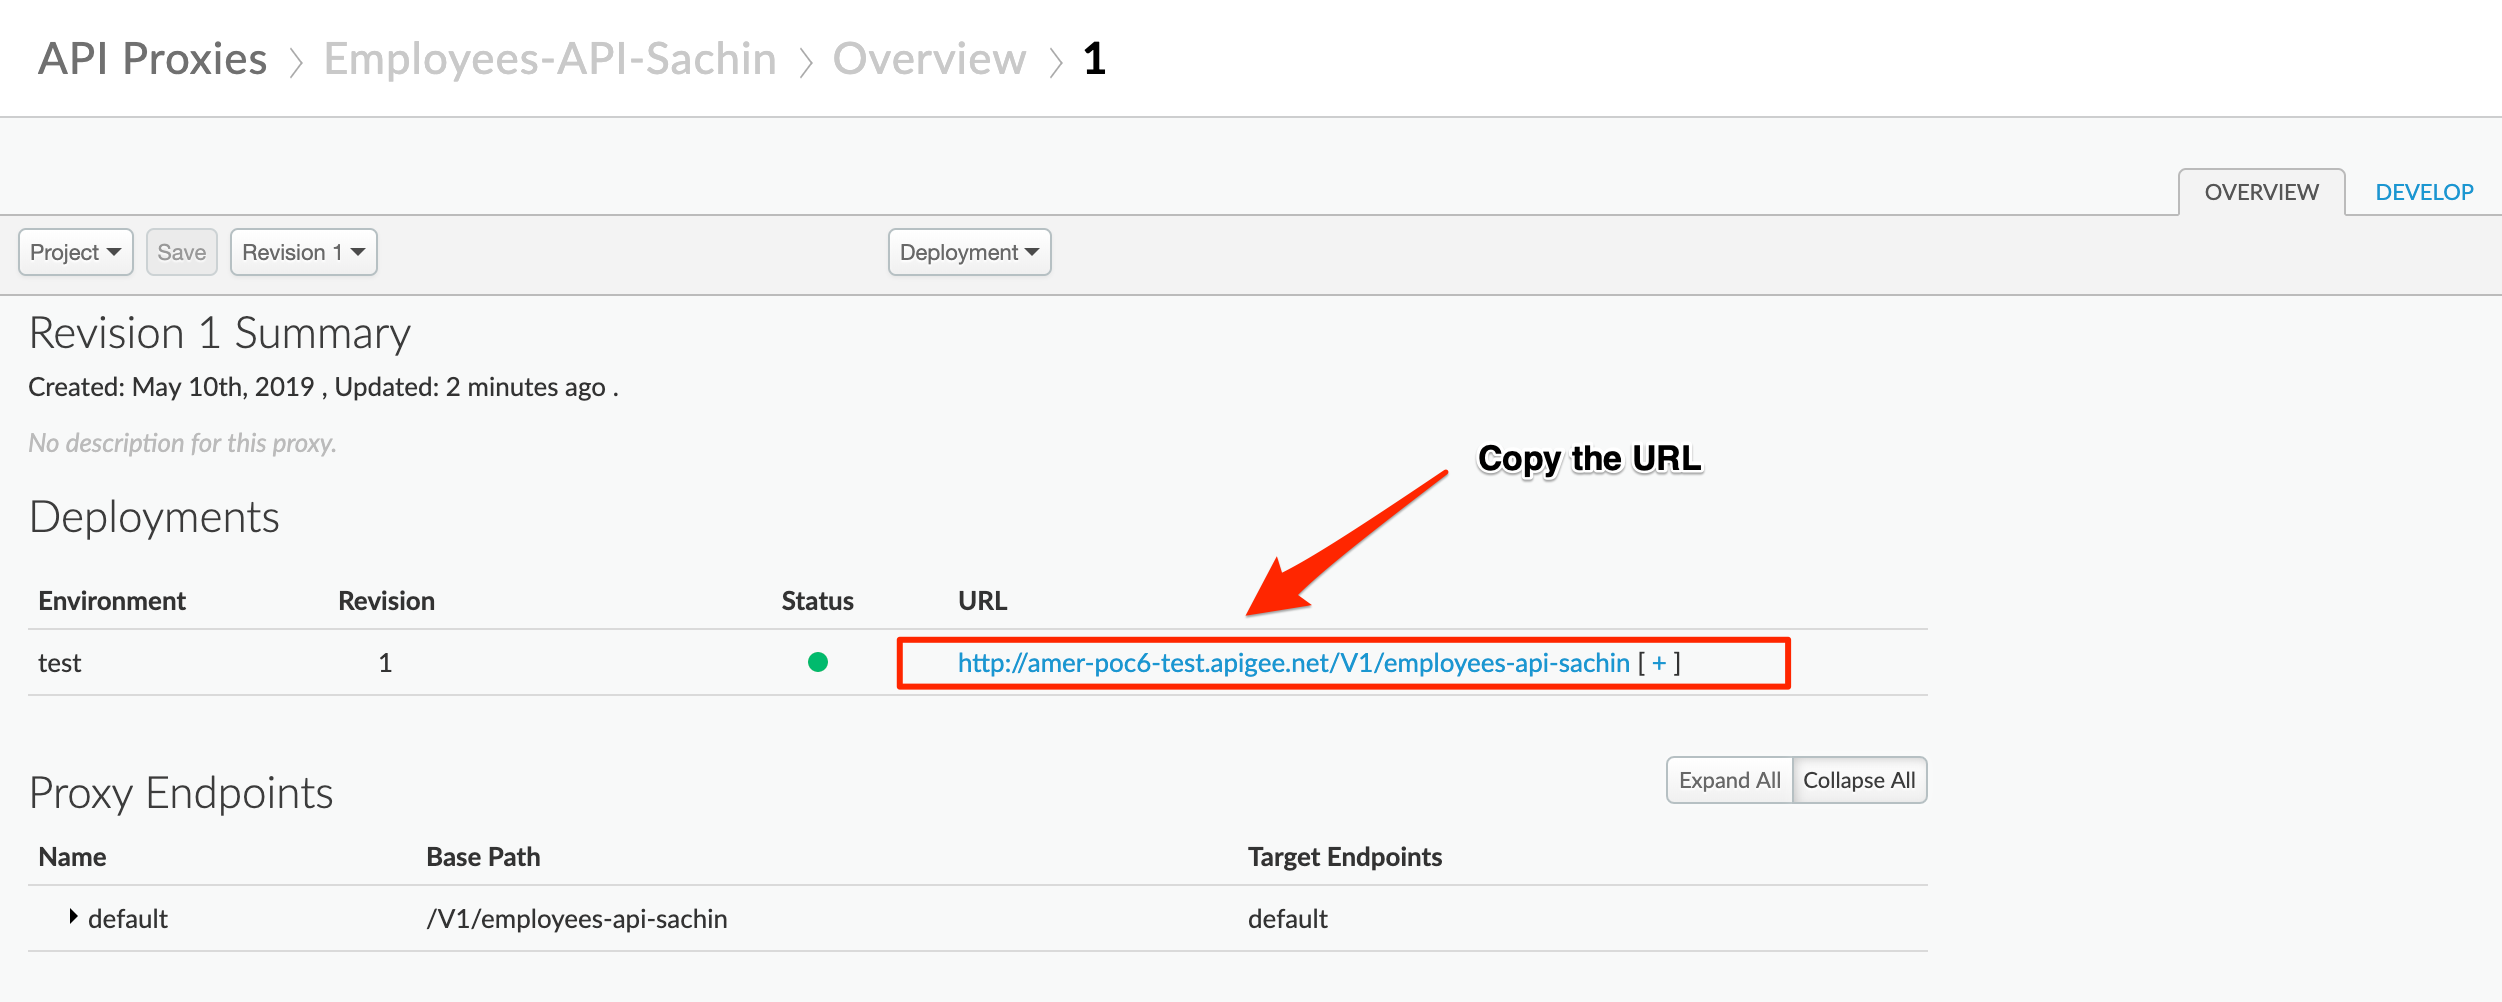 API Proxies > Employees-API-Sachin > Overview > 1
OVERVIEW DEVELOP
Project Save Revision 1 Deployment
Revision 1 Summary
Created: May 10th, 2019 , Updated: 2 minutes ago .
No description for this proxy.
Copy the URL
Deployments
Environment Revision Status URL
test 1 http://amer-poc6-test.apigee.net/V1/employees-api-sachin [ + ]
Proxy Endpoints Expand All Collapse All
Name Base Path Target Endpoints
default /V1/employees-api-sachin default